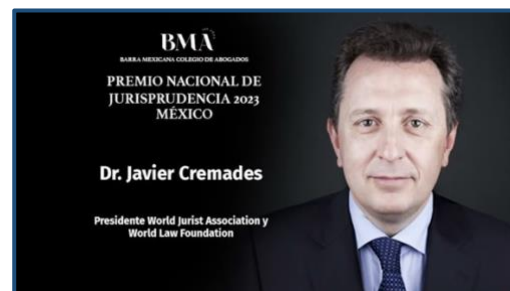 BMA
BARRA MEXICANA COLEGIO DE ABOGADOS
PREMIO NACIONAL DE
JURISPRUDENCIA 2023
MÉXICO
Dr. Javier Cremades
Presidente World Jurist Association y
World Law Foundation